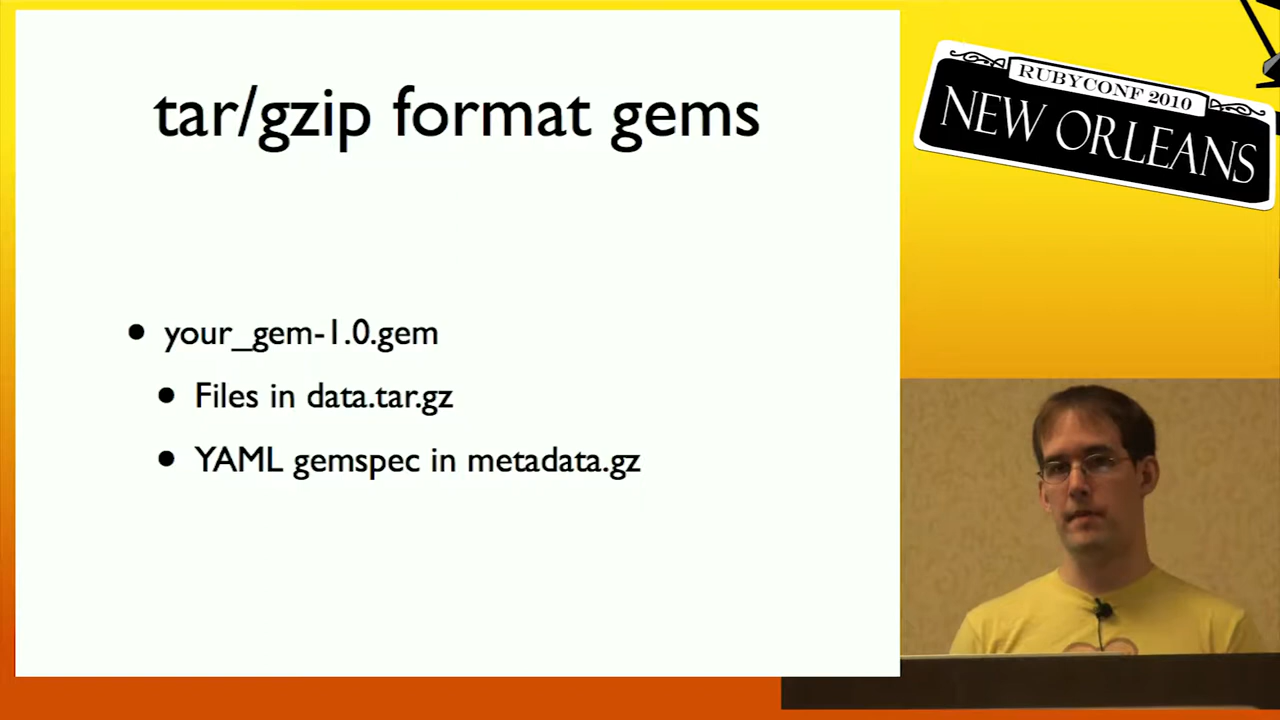 tar/gzip format gems
RUBYCONF 2010
NEW ORLEANS
your_gem-1.0.gem
Files in data.tar.gz
YAML gemspec in metadata.gz